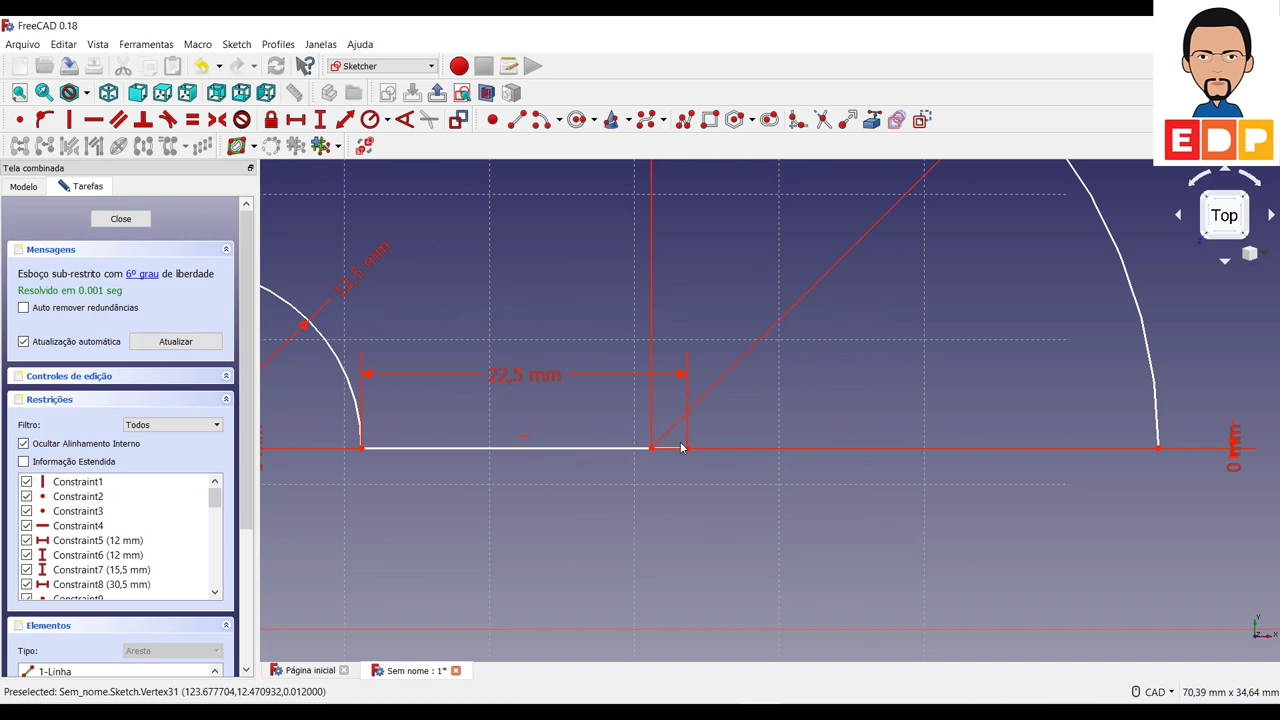 FreeCAD 0.18
Arquivo Editar Vista Ferramentas Macro Sketch Profiles Janelas Ajuda
Sketcher
EDP
Tela combinada
Modelo Tarefas
Top
Close
Mensagens
Esboço sub-restrito com 6º grau de liberdade
Resolvido em 0.001 seg
Auto remover redundâncias
Atualização automática Atualizar
Controles de edição
Restrições
Filtro: Todos
Ocultar Alinhamento Interno
Informação Estendida
Constraint1
Constraint2
Constraint3
Constraint4
Constraint5 (12 mm)
Constraint6 (12 mm)
Constraint7 (15,5 mm)
Constraint8 (30,5 mm)
Constraint9
12,5 mm
22,5 mm
0 mm
Elementos
Tipo: Aresta
1-Linha
Y
Z
X
Página inicial Sem nome : 1*
Preselected: Sem_nome.Sketch.Vertex31 (123.677704,12.470932,0.012000) CAD 70,39 mm x 34,64 mm